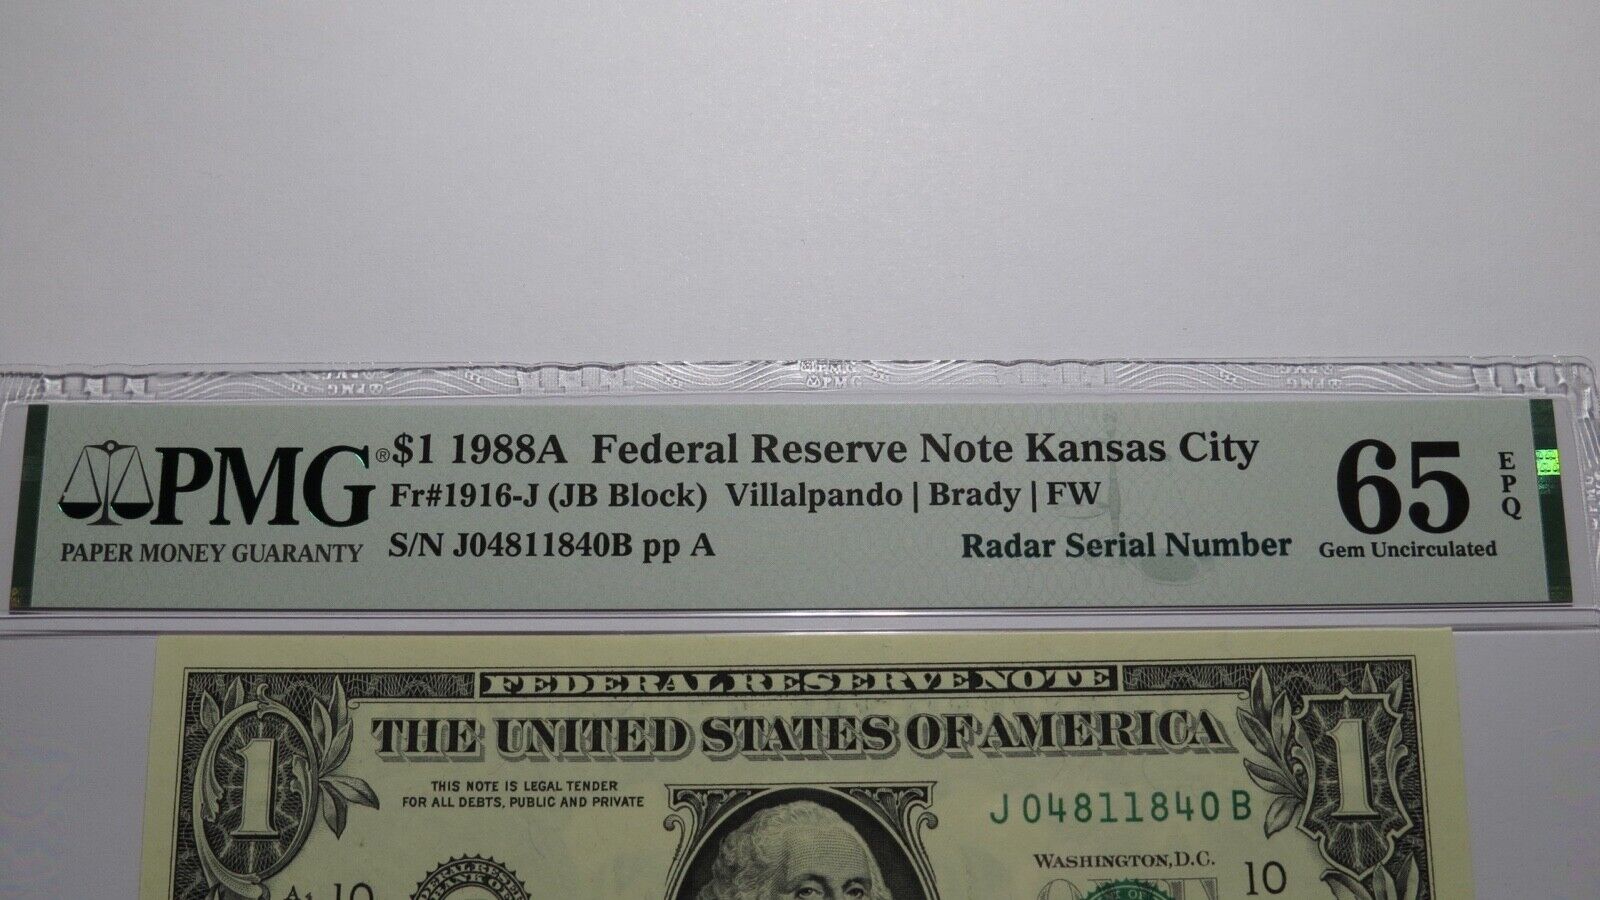 PMG®
PAPER MONEY GUARANTY
$1 1988A Federal Reserve Note Kansas City
Fr#1916-J (JB Block) Villalpando | Brady | FW
S/N J04811840B pp A
Radar Serial Number
65
EPQ
Gem Uncirculated
FEDERAL RESERVE NOTE
THE UNITED STATES OF AMERICA
1
1
THIS NOTE IS LEGAL TENDER
FOR ALL DEBTS, PUBLIC AND PRIVATE
J04811840B
WASHINGTON, D.C.
10
10